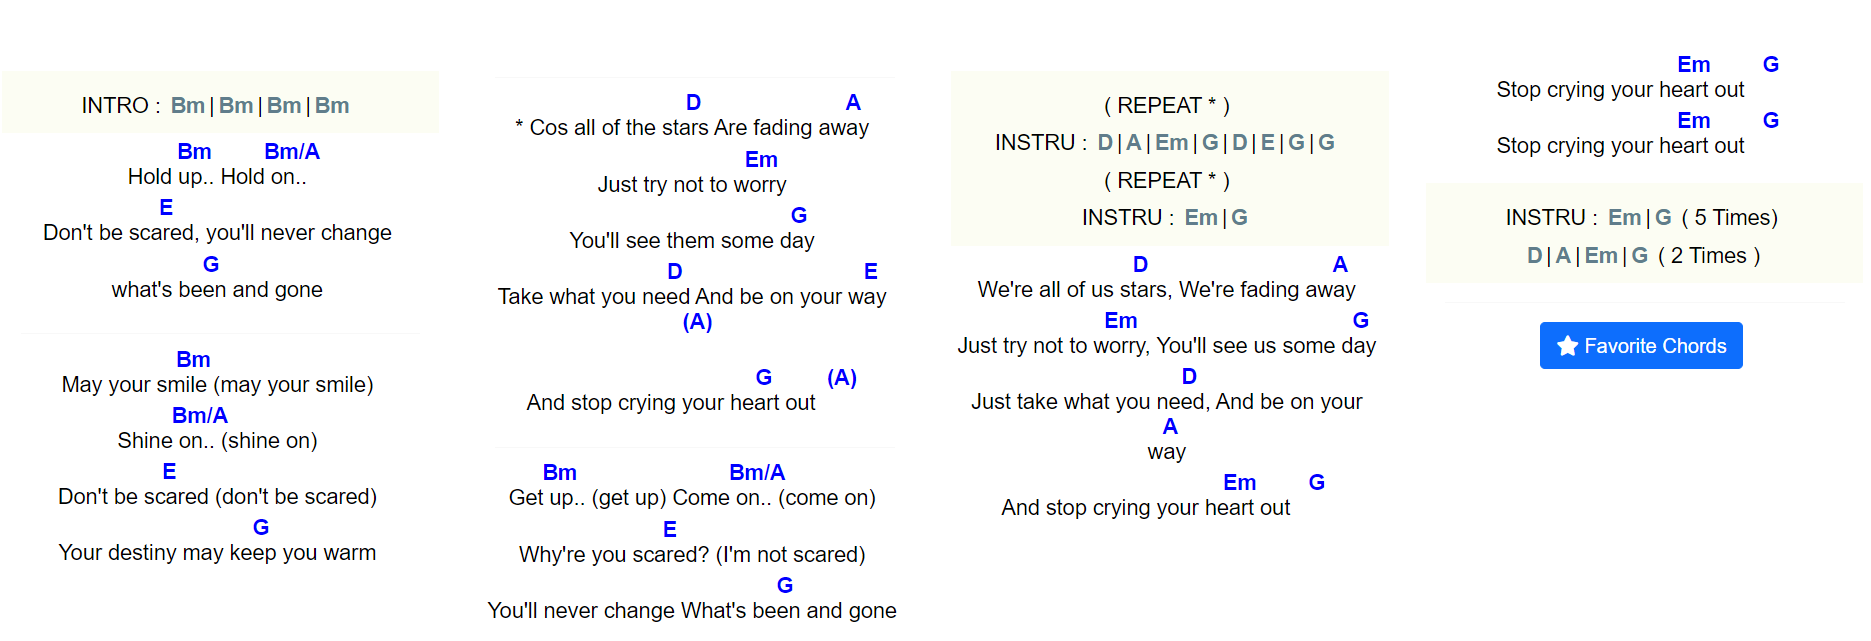 INTRO : Bm | Bm | Bm | Bm
Bm Bm/A
Hold up.. Hold on..
E
Don't be scared, you'll never change
G
what's been and gone
Bm
May your smile (may your smile)
Bm/A
Shine on.. (shine on)
E
Don't be scared (don't be scared)
G
Your destiny may keep you warm
D A
* Cos all of the stars Are fading away
Em
Just try not to worry
G
You'll see them some day
D E
Take what you need And be on your way
(A)
G (A)
And stop crying your heart out
Bm Bm/A
Get up.. (get up) Come on.. (come on)
E
Why're you scared? (I'm not scared)
G
You'll never change What's been and gone
( REPEAT * )
INSTRU : D | A | Em | G | D | E | G | G
( REPEAT * )
INSTRU : Em | G
D A
We're all of us stars, We're fading away
Em G
Just try not to worry, You'll see us some day
D
Just take what you need, And be on your
A
way
Em G
And stop crying your heart out
Em G
Stop crying your heart out
Em G
Stop crying your heart out
INSTRU : Em | G ( 5 Times)
D | A | Em | G ( 2 Times )
Favorite Chords